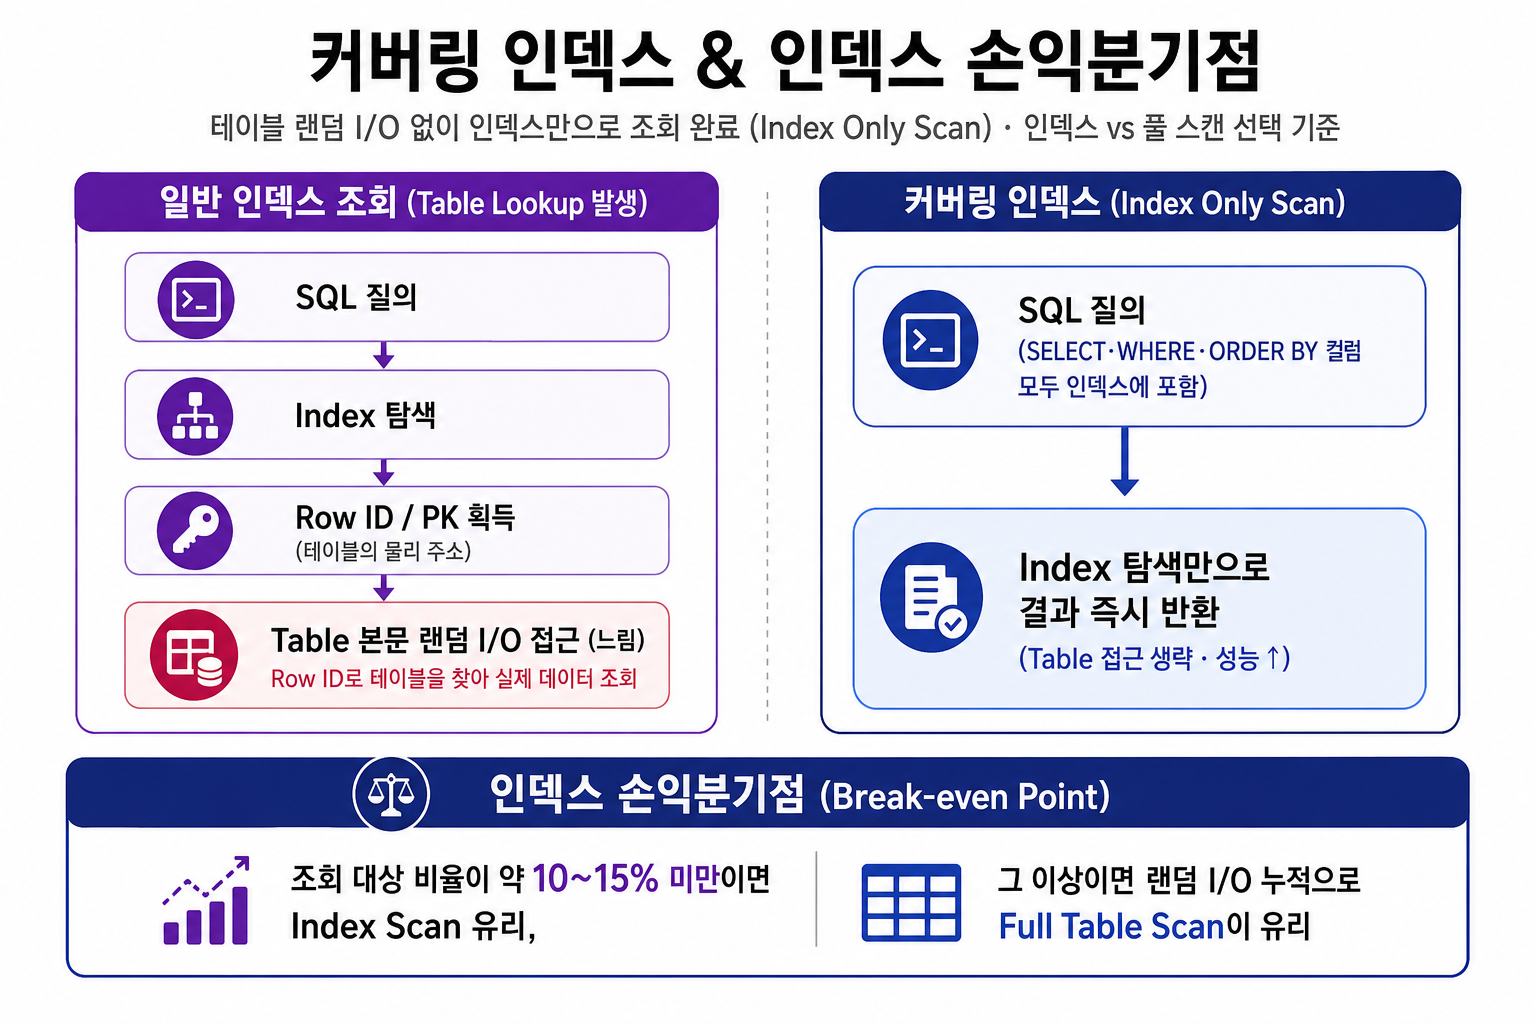 커버링 인덱스 & 인덱스 손익분기점
테이블 랜덤 I/O 없이 인덱스만으로 조회 완료 (Index Only Scan) · 인덱스 vs 풀 스캔 선택 기준
일반 인덱스 조회 (Table Lookup 발생)
SQL 질의
Index 탐색
Row ID / PK 획득
(테이블의 물리 주소)
Table 본문 랜덤 I/O 접근 (느림)
Row ID로 테이블을 찾아 실제 데이터 조회
커버링 인덱스 (Index Only Scan)
SQL 질의
(SELECT·WHERE·ORDER BY 컬럼
모두 인덱스에 포함)
Index 탐색만으로
결과 즉시 반환
(Table 접근 생략 · 성능 ↑)
인덱스 손익분기점 (Break-even Point)
조회 대상 비율이 약 10~15% 미만이면
Index Scan 유리,
그 이상이면 랜덤 I/O 누적으로
Full Table Scan이 유리